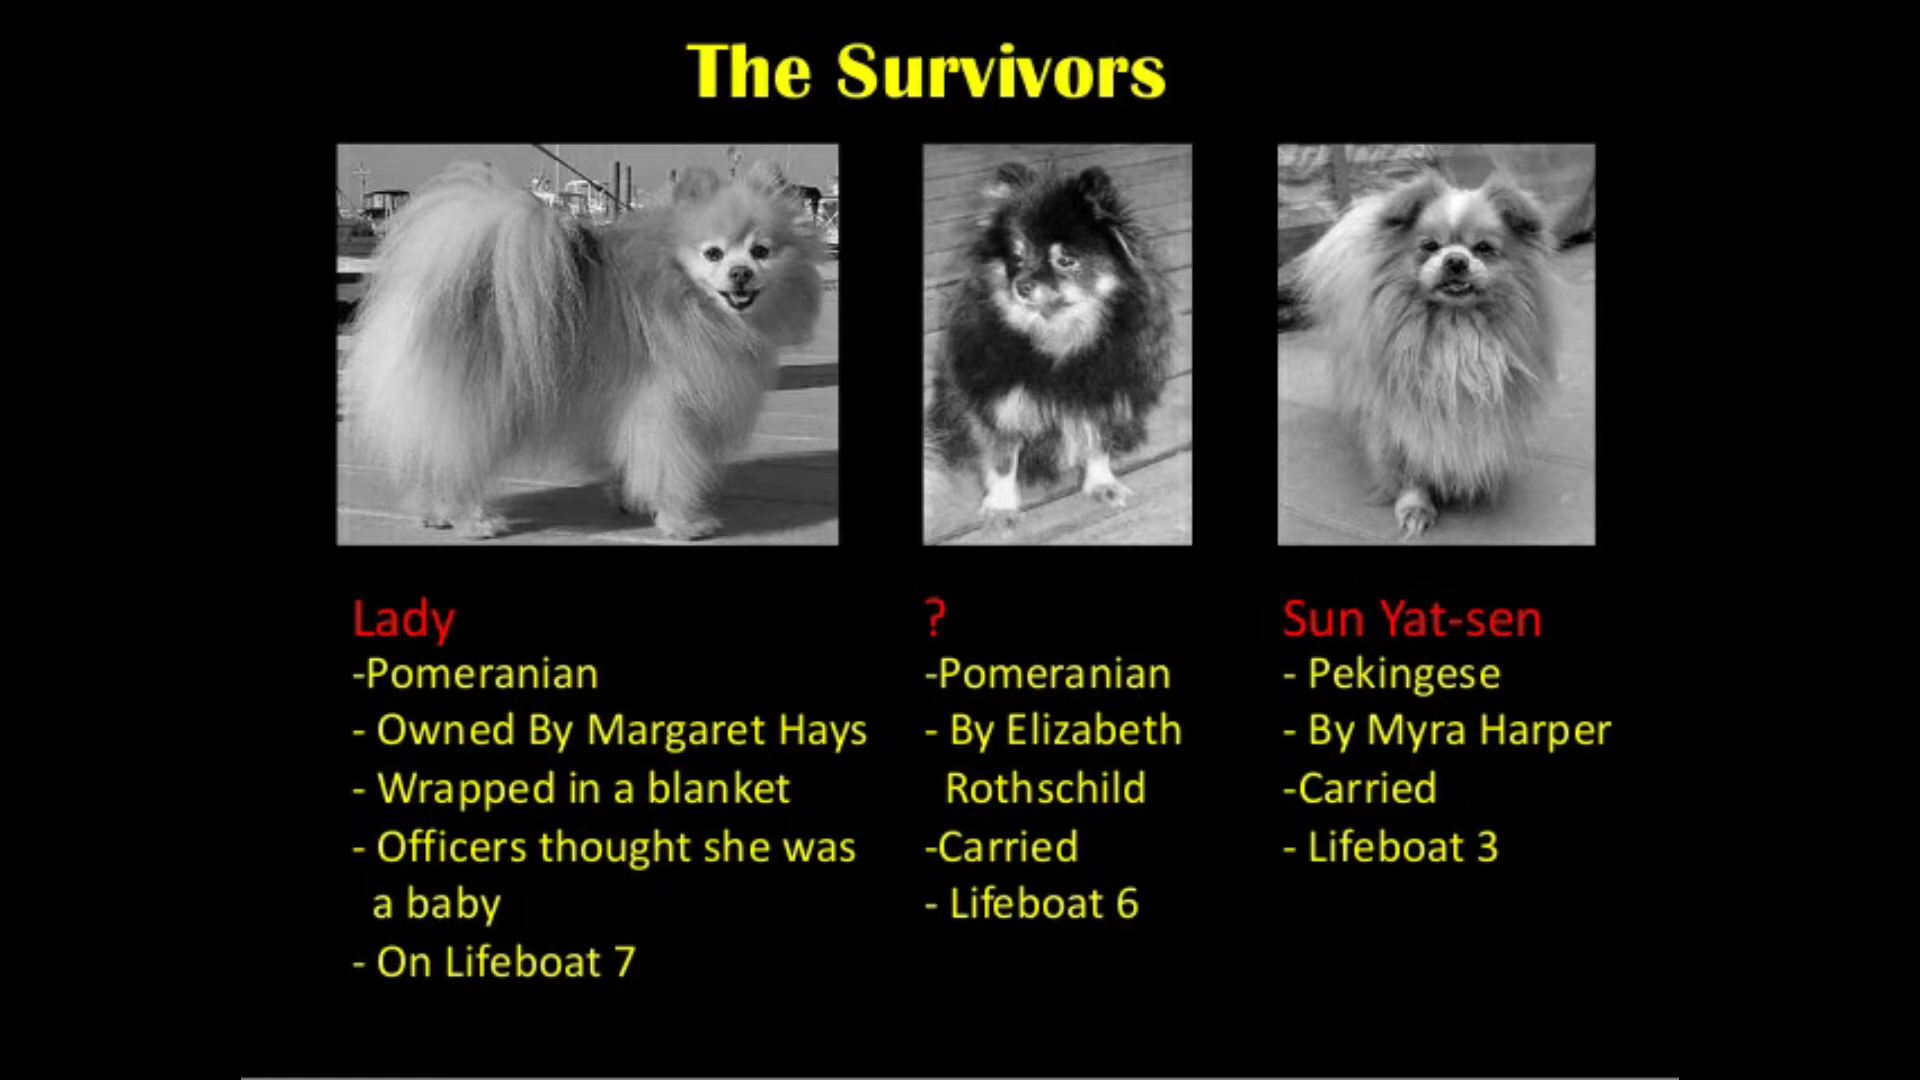 The Survivors
Lady
-Pomeranian
- Owned By Margaret Hays
- Wrapped in a blanket
- Officers thought she was
a baby
- On Lifeboat 7
?
-Pomeranian
- By Elizabeth
Rothschild
-Carried
- Lifeboat 6
Sun Yat-sen
- Pekingese
- By Myra Harper
-Carried
- Lifeboat 3